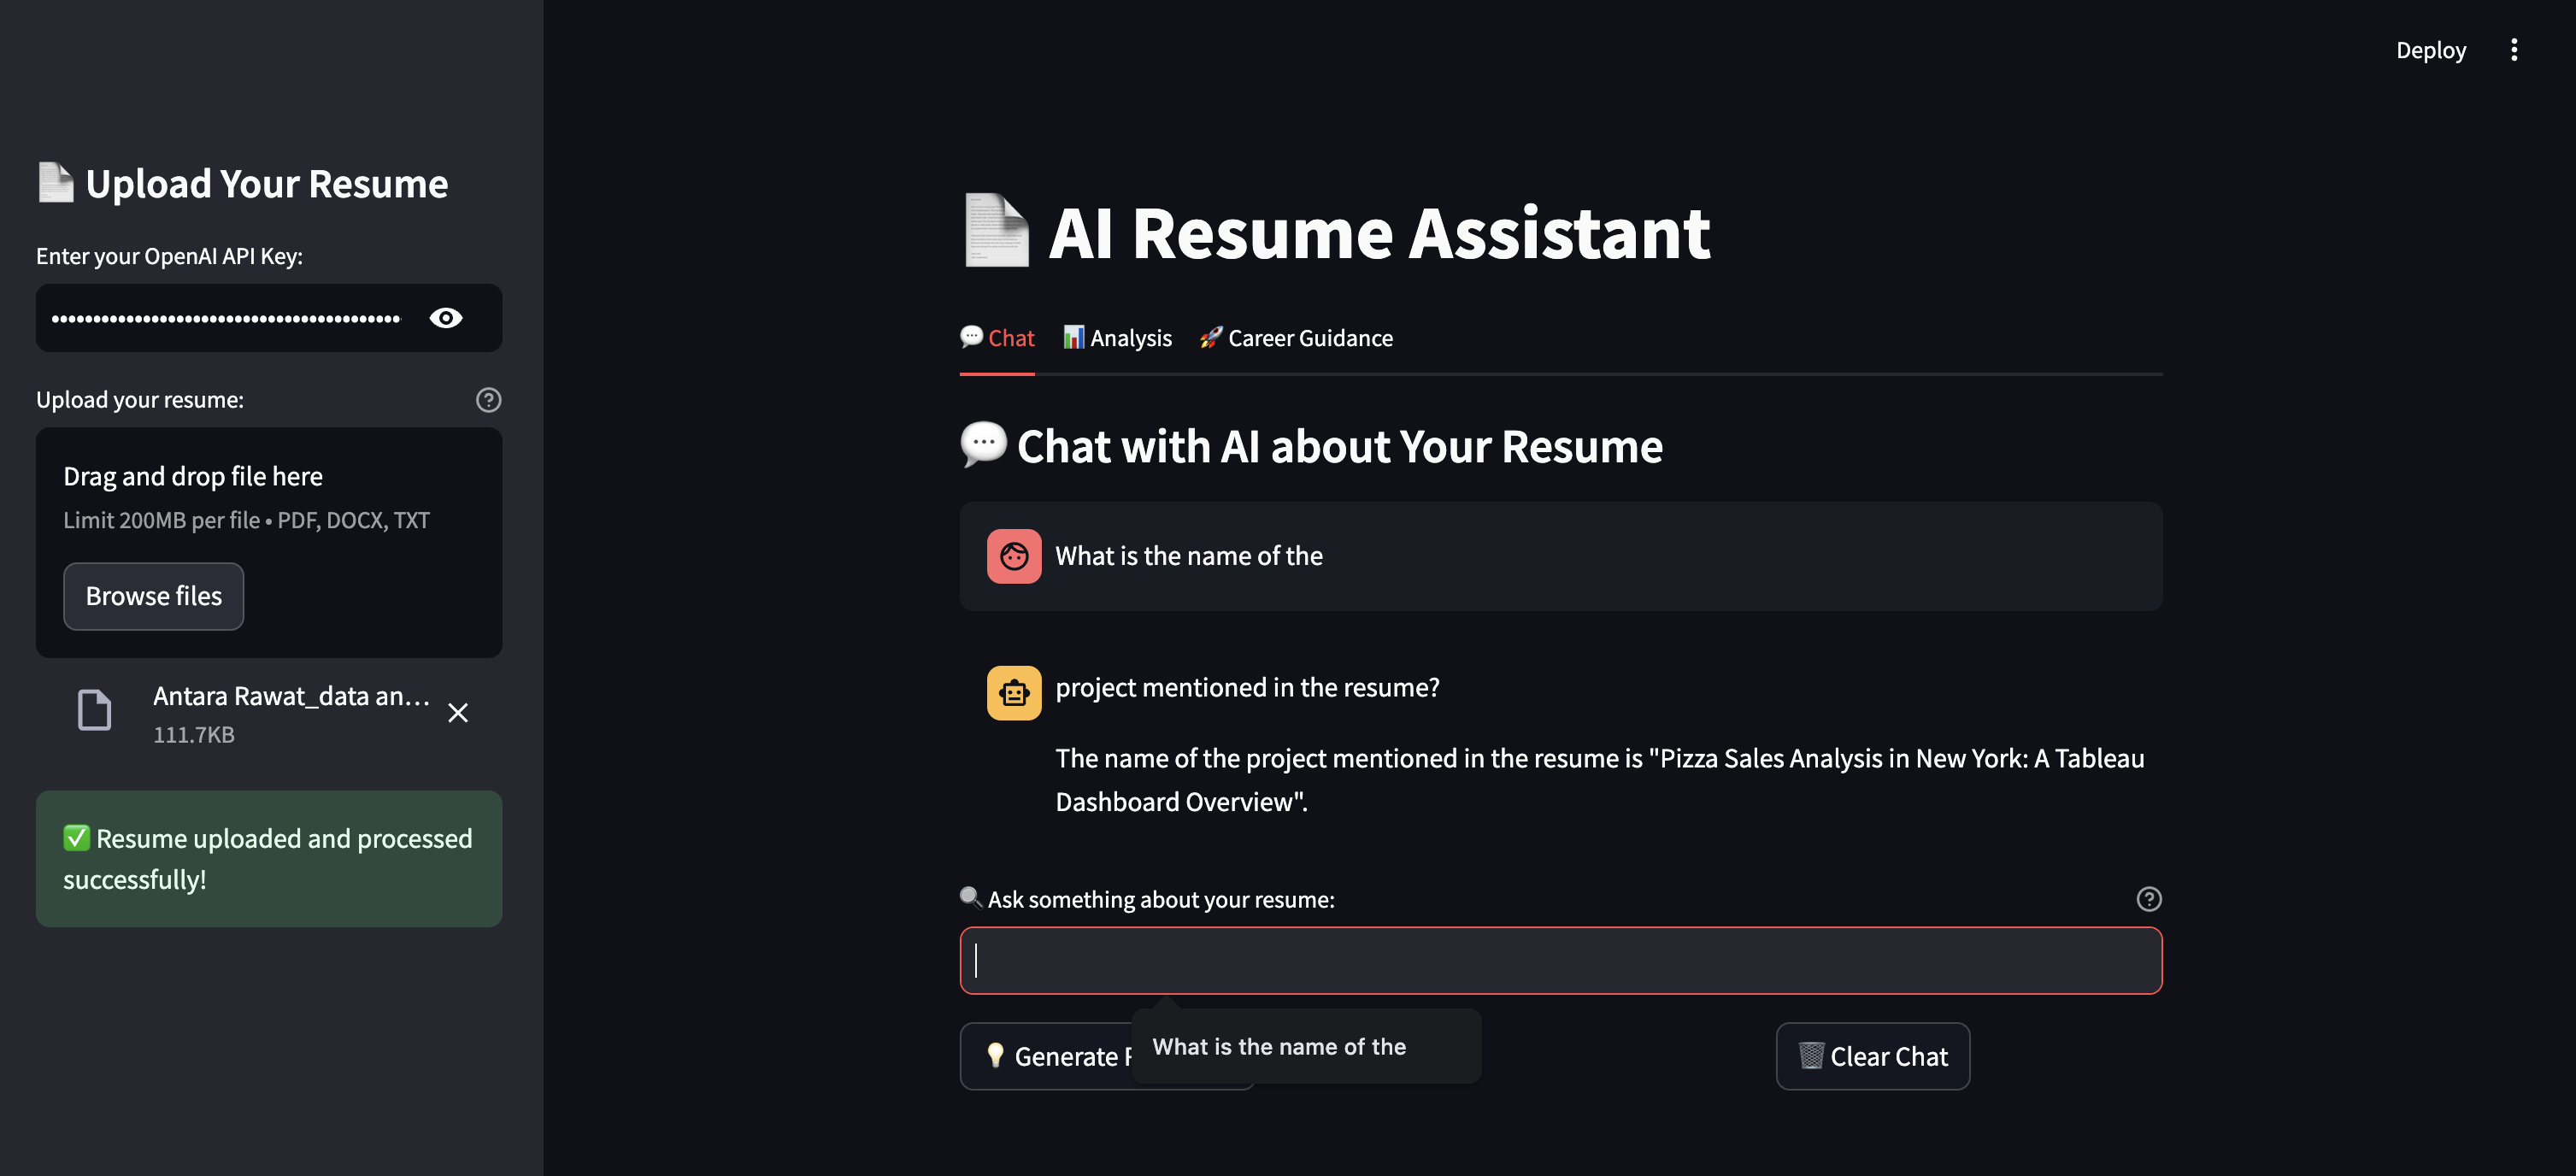 Deploy
Upload Your Resume
Enter your OpenAI API Key:
••••••••••••••••••••••••••••••••••••••••••
Upload your resume:
Drag and drop file here
Limit 200MB per file • PDF, DOCX, TXT
Browse files
Antara Rawat_data an...
111.7KB
✅ Resume uploaded and processed
successfully!
AI Resume Assistant
Chat
Analysis
Career Guidance
Chat with AI about Your Resume
What is the name of the
project mentioned in the resume?
The name of the project mentioned in the resume is "Pizza Sales Analysis in New York: A Tableau
Dashboard Overview".
Ask something about your resume:
Generate
What is the name of the
Clear Chat